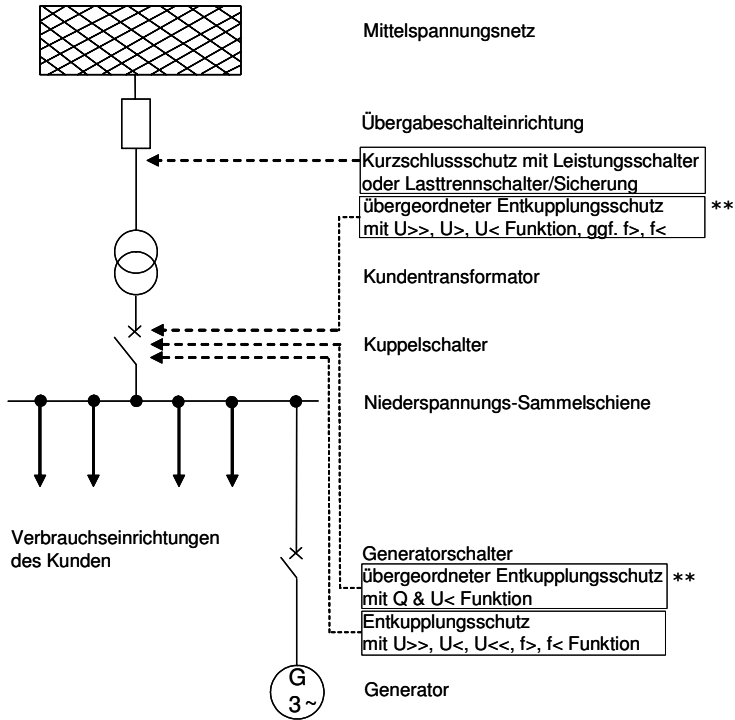 Mittelspannungsnetz
Übergabeschalteinrichtung
Kurzschlussschutz mit Leistungsschalter
oder Lasttrennschalter/Sicherung
übergeordneter Entkupplungsschutz **
mit U>>, U>, U< Funktion, ggf. f>, f<
Kundentransformator
Kuppelschalter
Niederspannungs-Sammelschiene
Verbrauchseinrichtungen
des Kunden
Generatorschalter
übergeordneter Entkupplungsschutz **
mit Q & U< Funktion
Entkupplungsschutz
mit U>>, U<, U<<, f>, f< Funktion
G
3~
Generator